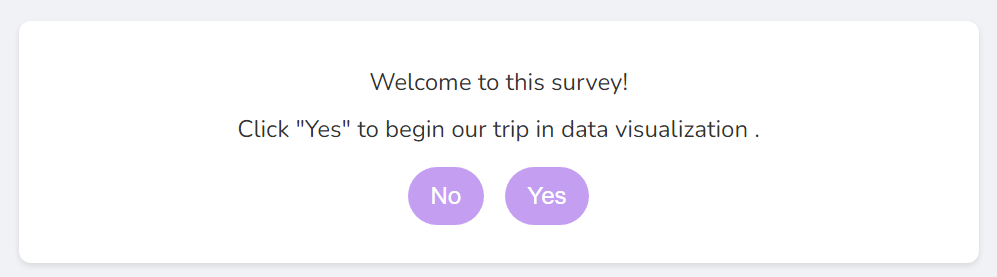 Welcome to this survey!
Click "Yes" to begin our trip in data visualization .
No Yes